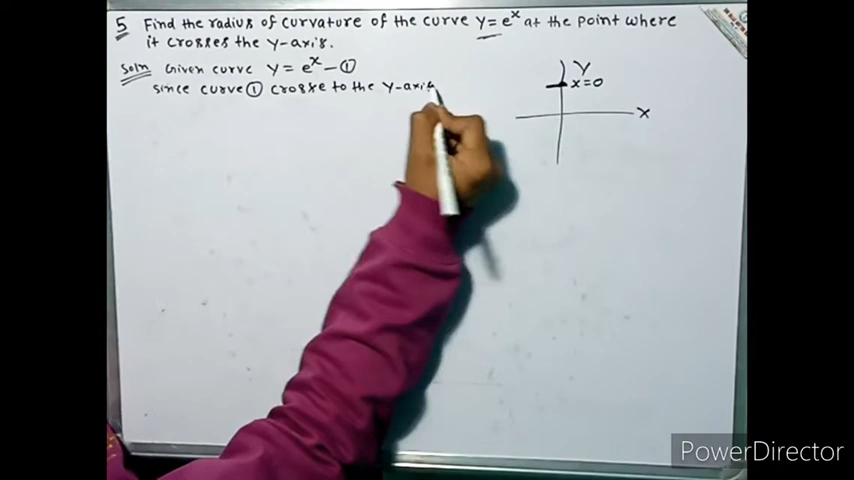 5 Find the radius of curvature of the curve y = e^x at the point where
it crosses the y-axis.
Soln Given curve y = e^x - ①
since curve ① crosse to the y-axis
y
x=0
x
PowerDirector